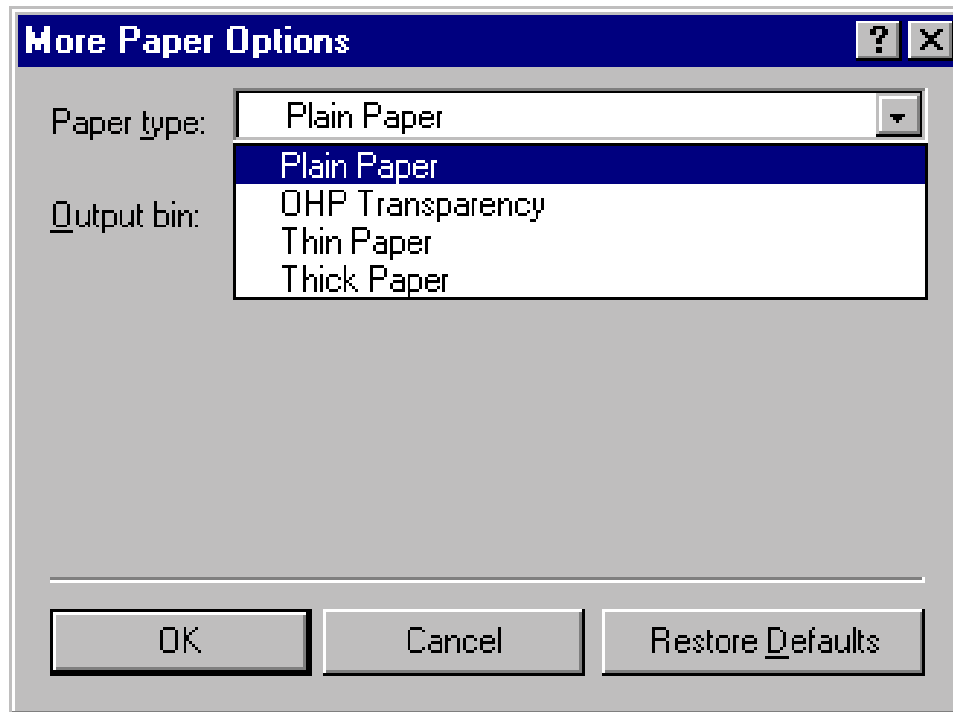 More Paper Options ?
Paper type: Plain Paper
Plain Paper
OHP Transparency
Output bin:
Thin Paper
Thick Paper
OK Cancel Restore Defaults